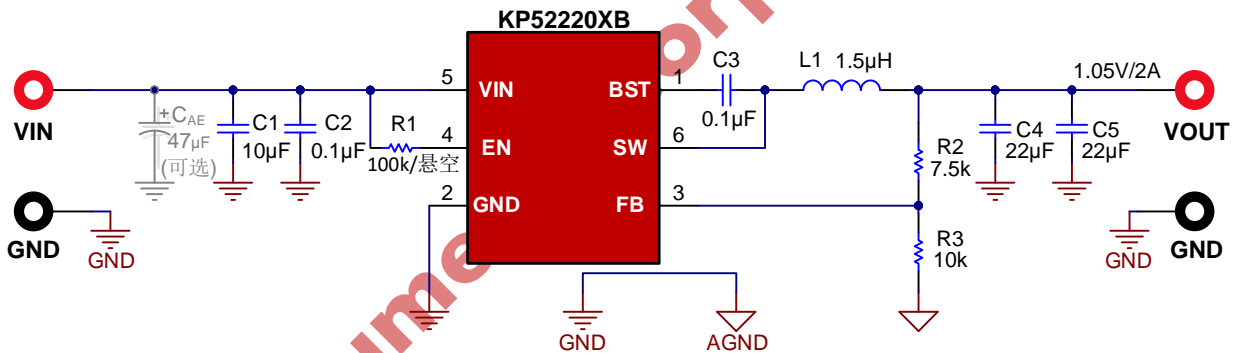 KP52220XB
VIN
GND
GND
+CAE
47μF
(可选)
C1
10μF
C2
0.1μF
R1
100k/悬空
5
4
2
VIN
EN
GND
BST
SW
FB
1
6
3
C3
0.1μF
L1
1.5μH
R2
7.5k
R3
10k
GND
AGND
C4
22μF
C5
22μF
1.05V/2A
VOUT
GND
GND